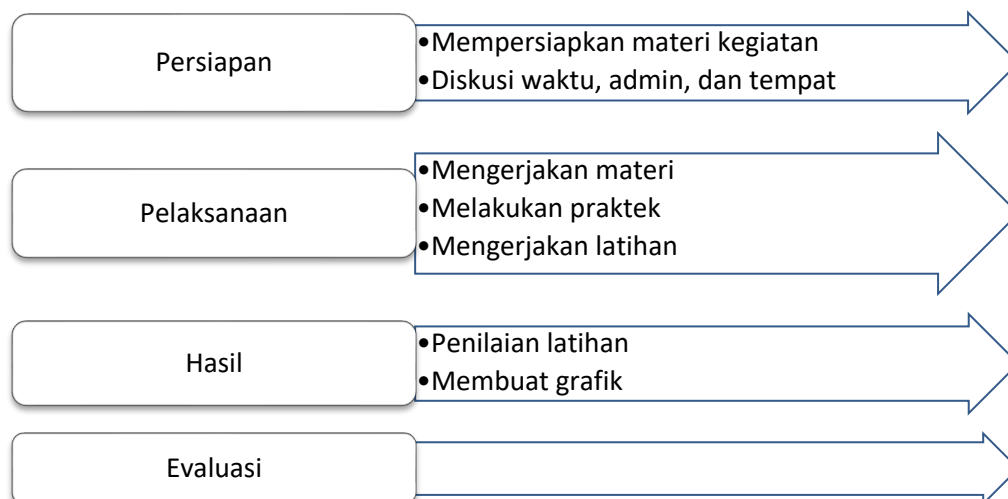 Persiapan
•Mempersiapkan materi kegiatan
•Diskusi waktu, admin, dan tempat
Pelaksanaan
•Mengerjakan materi
•Melakukan praktek
•Mengerjakan latihan
Hasil
•Penilaian latihan
•Membuat grafik
Evaluasi